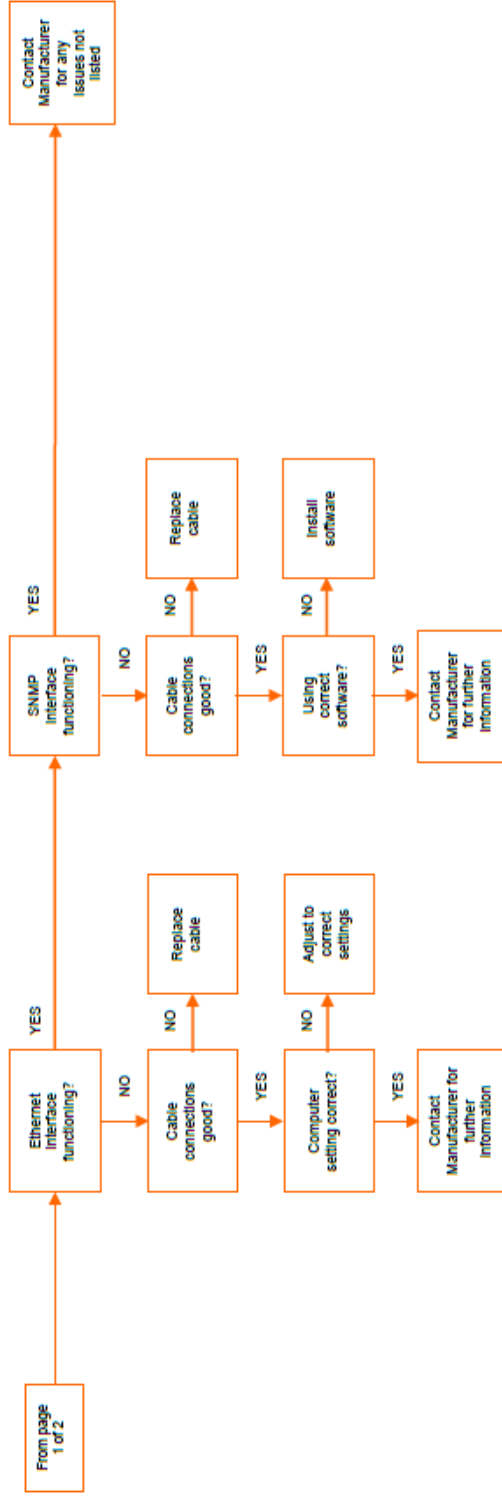 From page
1 of 2
Ethernet
Interface
functioning?
YES
SNMP
Interface
functioning?
YES
Contact
Manufacturer
for any
Issues not
listed
NO
Cable
connections
good?
NO
Replace
cable
YES
Computer
setting correct?
NO
Adjust to
correct
settings
YES
Contact
Manufacturer for
further
Information
NO
Cable
connections
good?
NO
Replace
cable
YES
Using
correct
software?
NO
Install
software
YES
Contact
Manufacturer
for further
Information